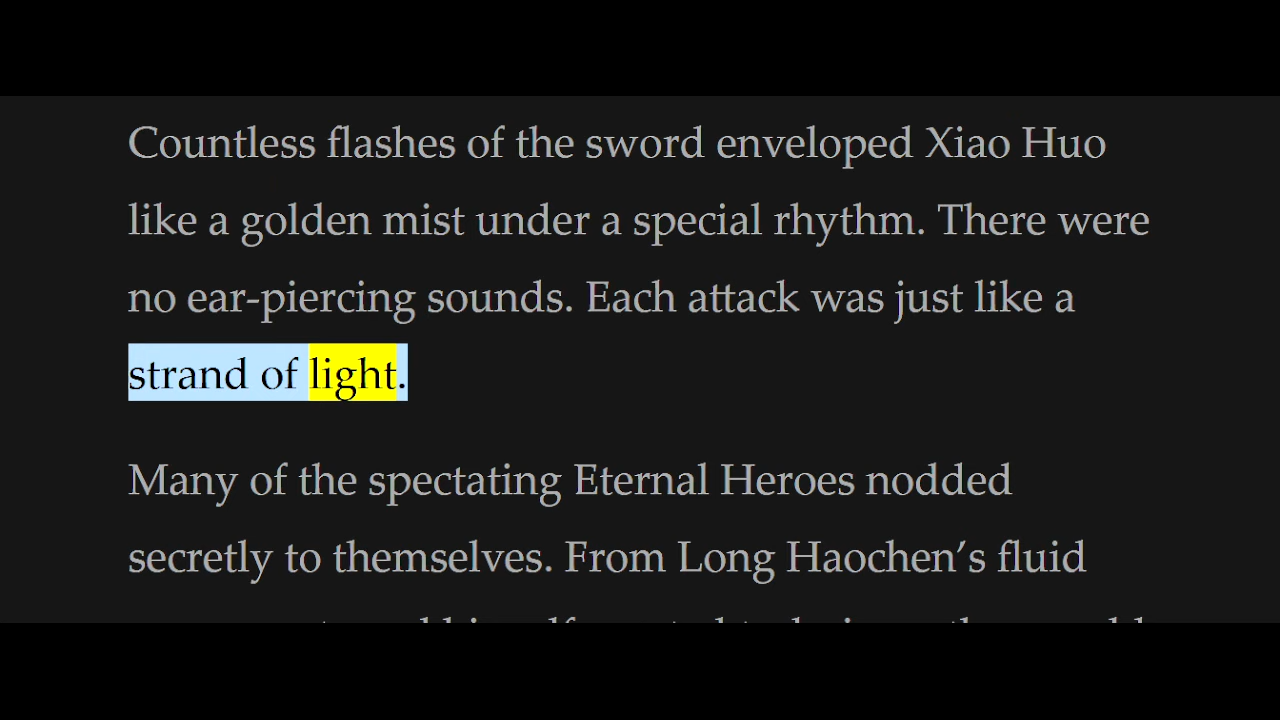 Countless flashes of the sword enveloped Xiao Huo
like a golden mist under a special rhythm. There were
no ear-piercing sounds. Each attack was just like a
strand of light.
Many of the spectating Eternal Heroes nodded
secretly to themselves. From Long Haochen’s fluid